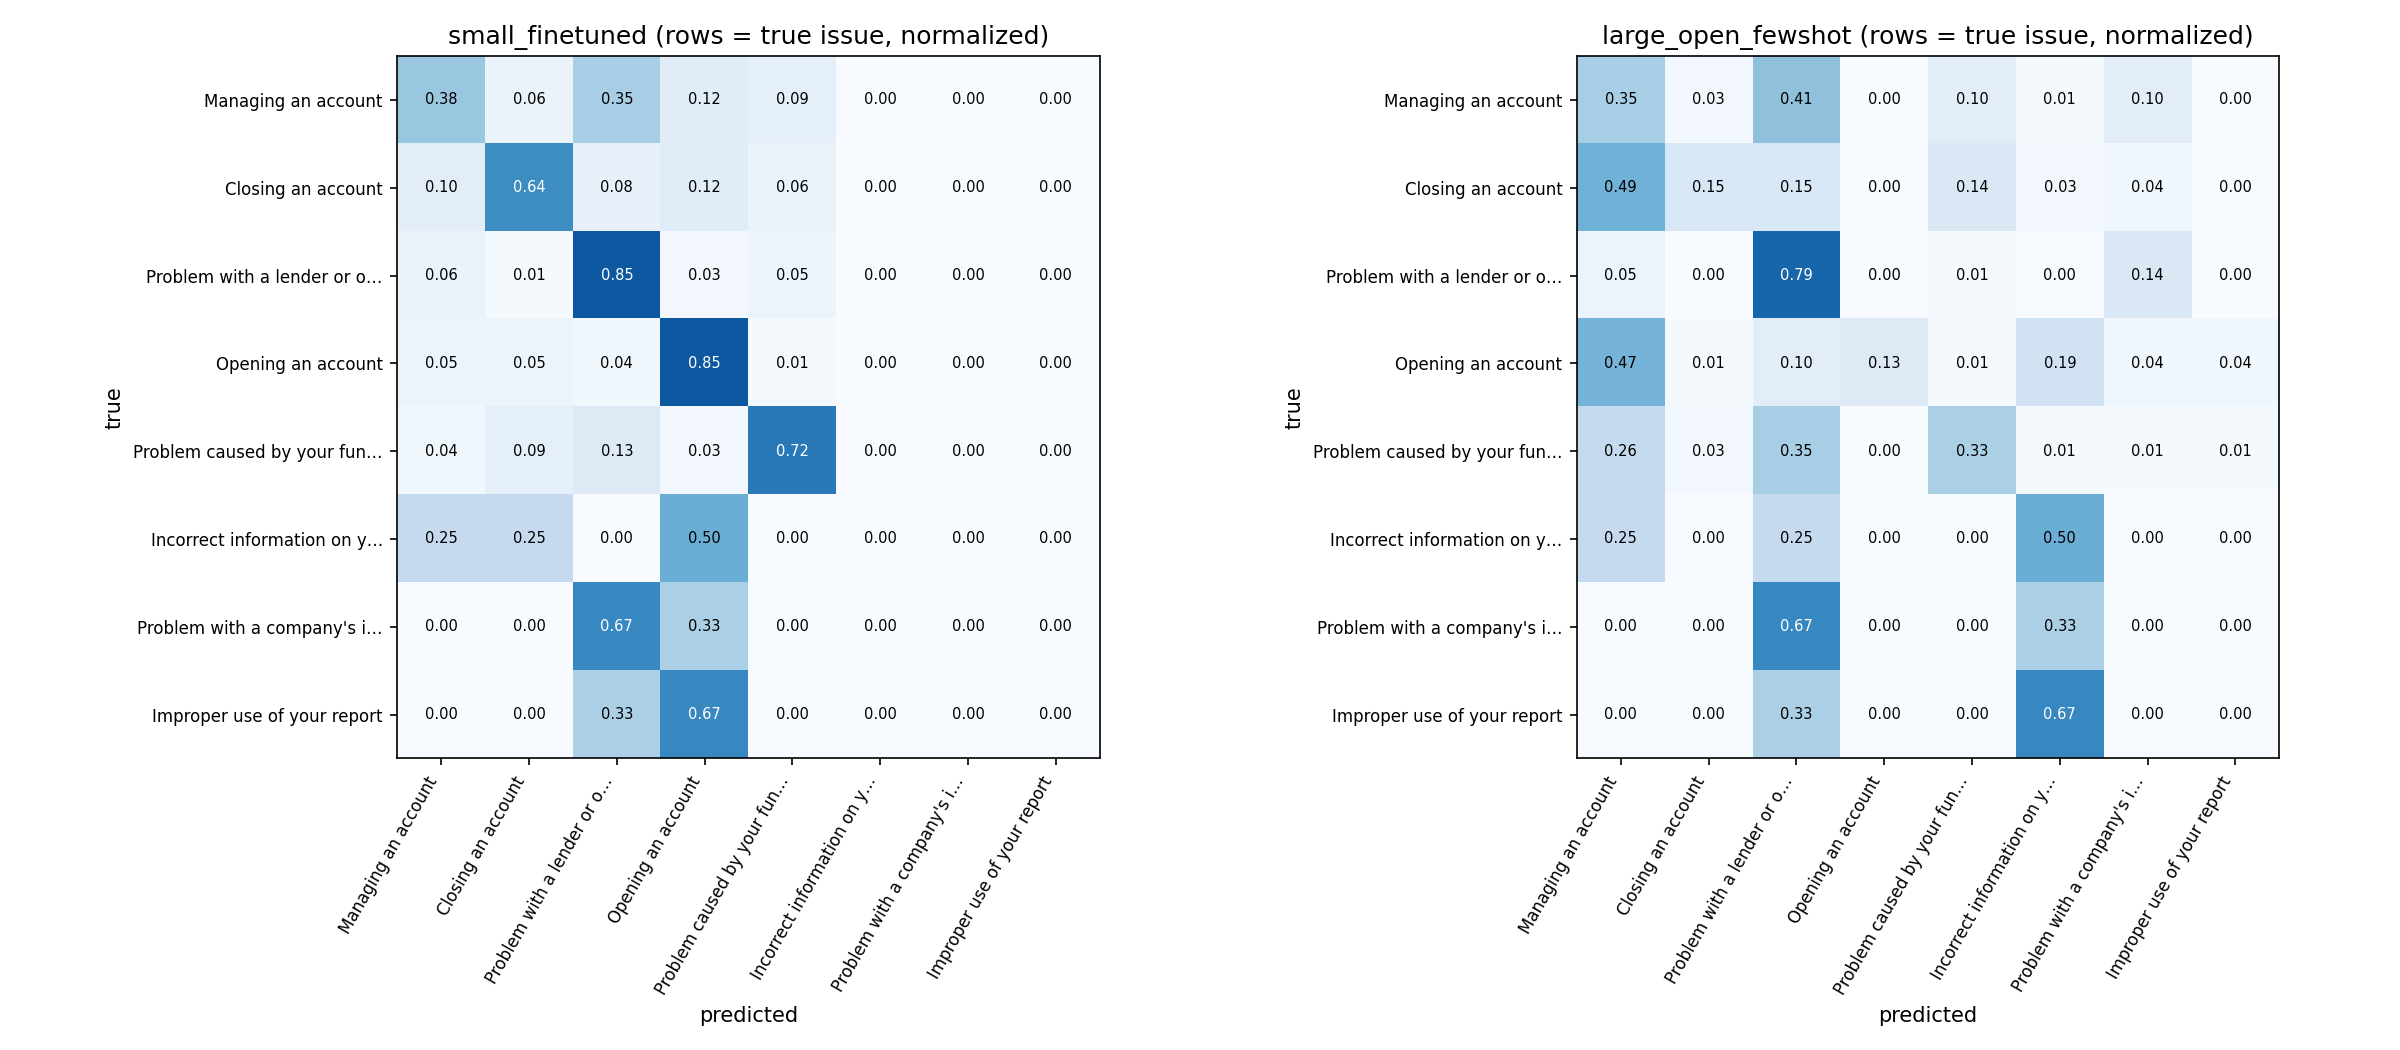 small_finetuned (rows = true issue, normalized)
true
Managing an account 0.38 0.06 0.35 0.12 0.09 0.00 0.00 0.00
Closing an account 0.10 0.64 0.08 0.12 0.06 0.00 0.00 0.00
Problem with a lender or o... 0.06 0.01 0.85 0.03 0.05 0.00 0.00 0.00
Opening an account 0.05 0.05 0.04 0.85 0.01 0.00 0.00 0.00
Problem caused by your fun... 0.04 0.09 0.13 0.03 0.72 0.00 0.00 0.00
Incorrect information on y... 0.25 0.25 0.00 0.50 0.00 0.00 0.00 0.00
Problem with a company's i... 0.00 0.00 0.67 0.33 0.00 0.00 0.00 0.00
Improper use of your report 0.00 0.00 0.33 0.67 0.00 0.00 0.00 0.00
Managing an account
Closing an account
Problem with a lender or o...
Opening an account
Problem caused by your fun...
Incorrect information on y...
Problem with a company's i...
Improper use of your report
predicted
large_open_fewshot (rows = true issue, normalized)
true
Managing an account 0.35 0.03 0.41 0.00 0.10 0.01 0.10 0.00
Closing an account 0.49 0.15 0.15 0.00 0.14 0.03 0.04 0.00
Problem with a lender or o... 0.05 0.00 0.79 0.00 0.01 0.00 0.14 0.00
Opening an account 0.47 0.01 0.10 0.13 0.01 0.19 0.04 0.04
Problem caused by your fun... 0.26 0.03 0.35 0.00 0.33 0.01 0.01 0.01
Incorrect information on y... 0.25 0.00 0.25 0.00 0.00 0.50 0.00 0.00
Problem with a company's i... 0.00 0.00 0.67 0.00 0.00 0.33 0.00 0.00
Improper use of your report 0.00 0.00 0.33 0.00 0.00 0.67 0.00 0.00
Managing an account
Closing an account
Problem with a lender or o...
Opening an account
Problem caused by your fun...
Incorrect information on y...
Problem with a company's i...
Improper use of your report
predicted